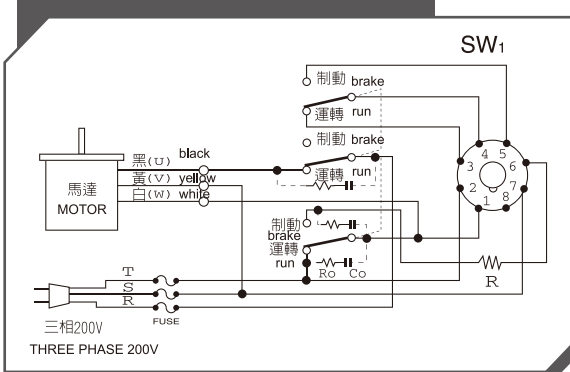 SW1
制動 brake
運轉 run
制動 brake
運轉 run
黑(U) black
黃(V) yellow
白(W) white
馬達
MOTOR
制動
brake
運轉
run
Ro Co
R
4 5
3 6
2 7
1 8
T
S
R
FUSE
三相200V
THREE PHASE 200V